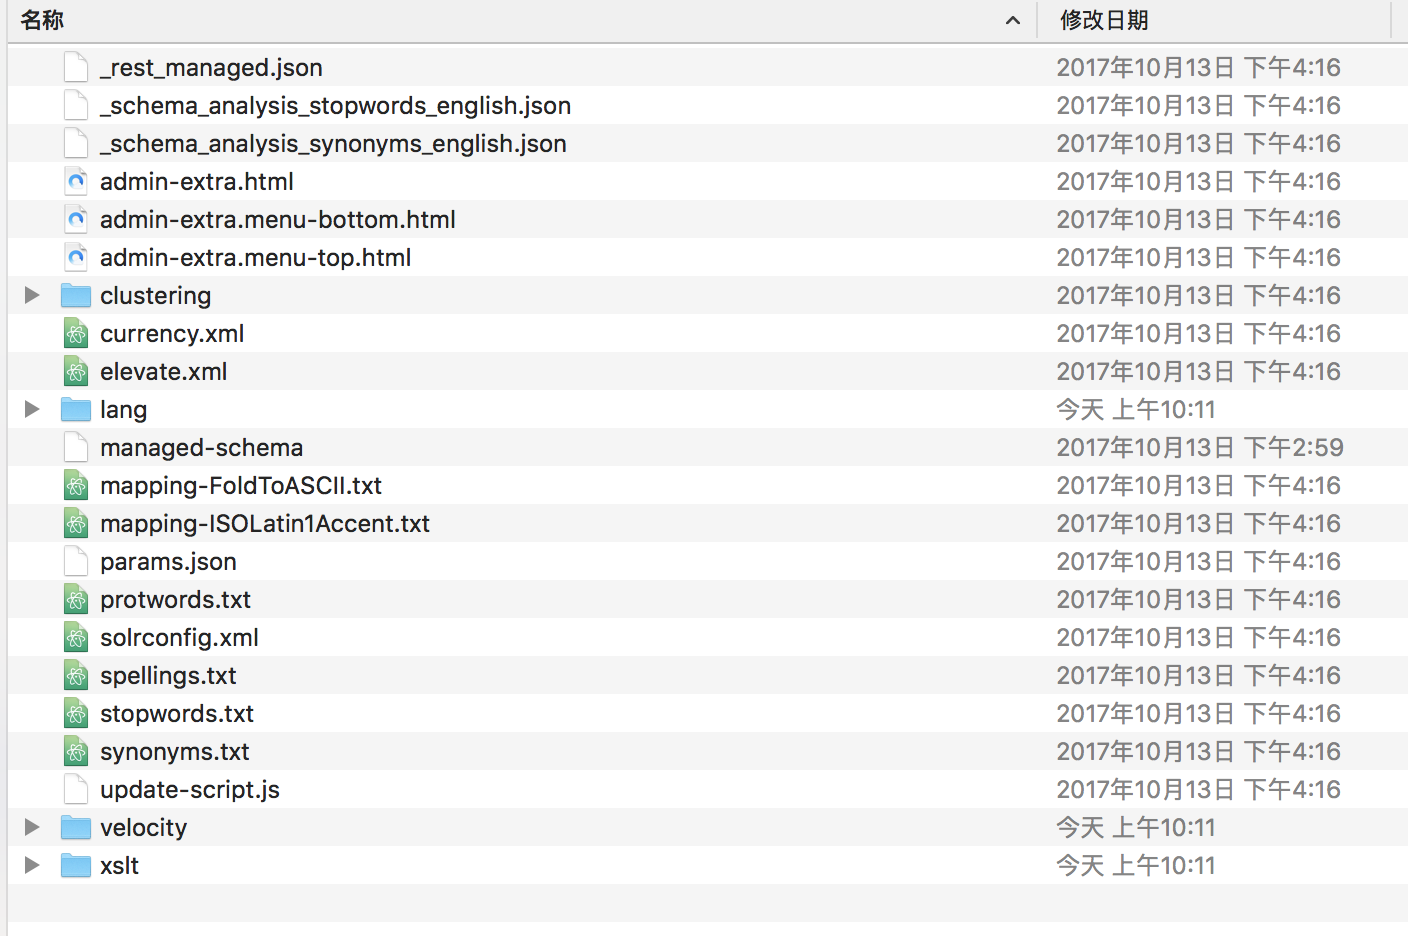 名称 修改日期
_rest_managed.json 2017年10月13日 下午4:16
_schema_analysis_stopwords_english.json 2017年10月13日 下午4:16
_schema_analysis_synonyms_english.json 2017年10月13日 下午4:16
admin-extra.html 2017年10月13日 下午4:16
admin-extra.menu-bottom.html 2017年10月13日 下午4:16
admin-extra.menu-top.html 2017年10月13日 下午4:16
clustering 2017年10月13日 下午4:16
currency.xml 2017年10月13日 下午4:16
elevate.xml 2017年10月13日 下午4:16
lang 今天 上午10:11
managed-schema 2017年10月13日 下午2:59
mapping-FoldToASCII.txt 2017年10月13日 下午4:16
mapping-ISOLatin1Accent.txt 2017年10月13日 下午4:16
params.json 2017年10月13日 下午4:16
protwords.txt 2017年10月13日 下午4:16
solrconfig.xml 2017年10月13日 下午4:16
spellings.txt 2017年10月13日 下午4:16
stopwords.txt 2017年10月13日 下午4:16
synonyms.txt 2017年10月13日 下午4:16
update-script.js 2017年10月13日 下午4:16
velocity 今天 上午10:11
xslt 今天 上午10:11